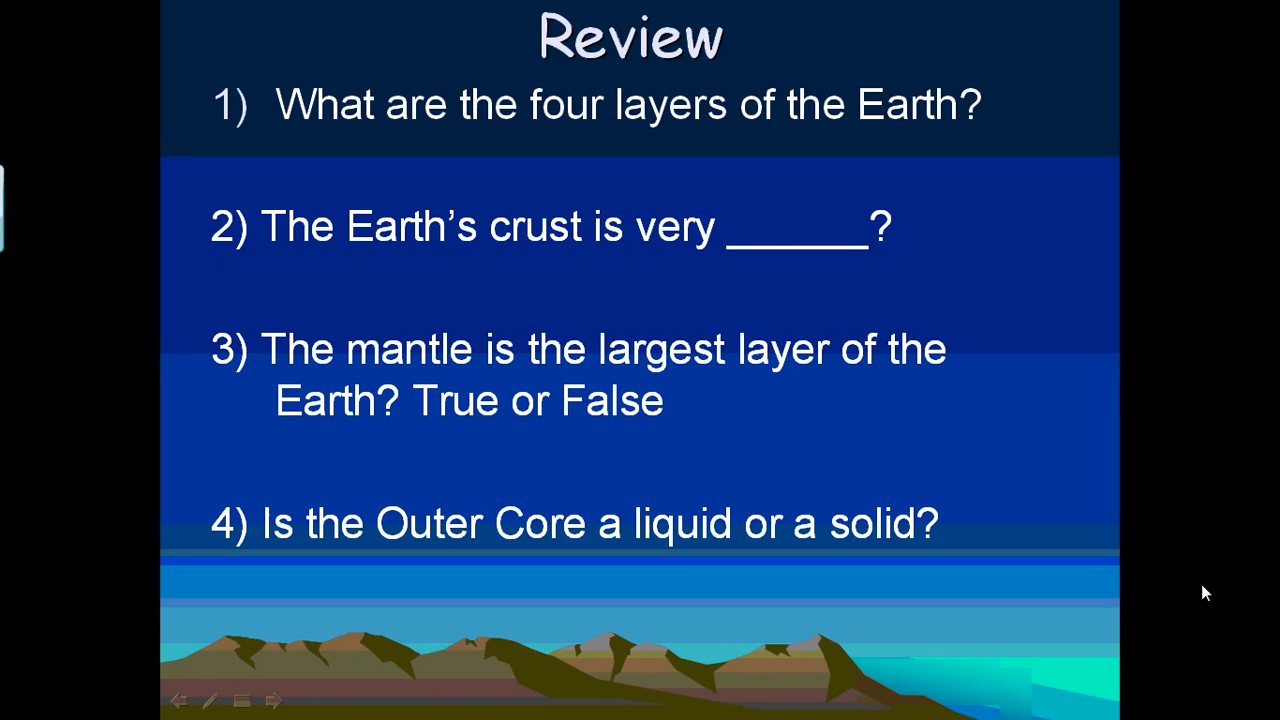 Review
1) What are the four layers of the Earth?
2) The Earth's crust is very ______?
3) The mantle is the largest layer of the
Earth? True or False
4) Is the Outer Core a liquid or a solid?